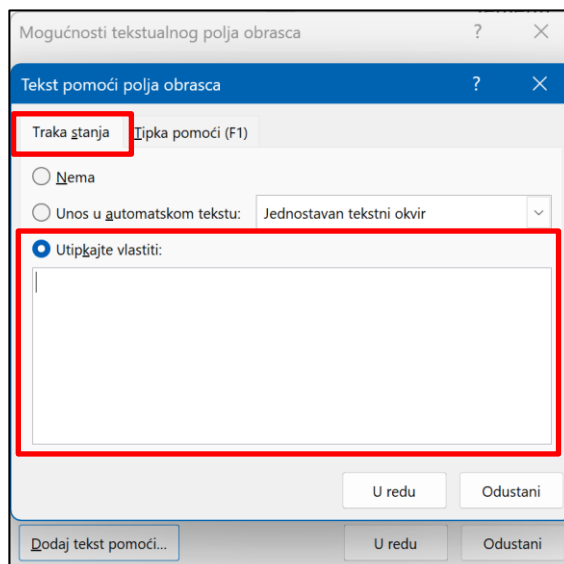 Mogućnosti tekstualnog polja obrasca ? ×
Tekst pomoći polja obrasca ? ×
Traka stanja Tipka pomoći (F1)
Nema
Unos u automatskom tekstu: Jednostavan tekstni okvir
Utipkajte vlastiti:
U redu Odustani
Dodaj tekst pomoći... U redu Odustani